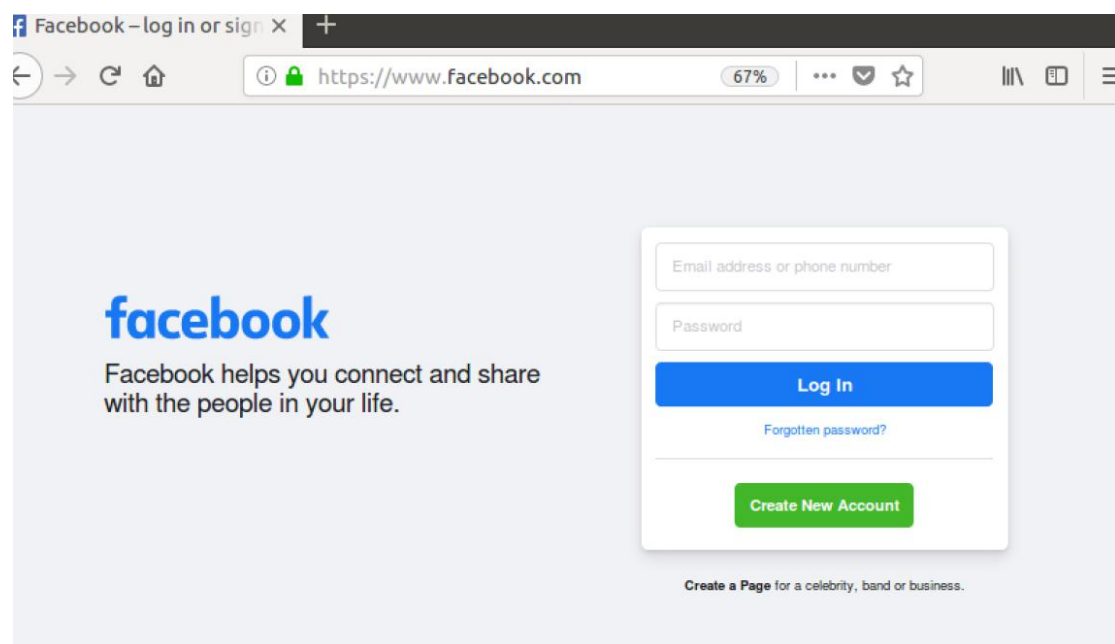 Facebook – log in or sign
https://www.facebook.com
67%
Email address or phone number
Password
facebook
Facebook helps you connect and share
with the people in your life.
Log In
Forgotten password?
Create New Account
Create a Page for a celebrity, band or business.